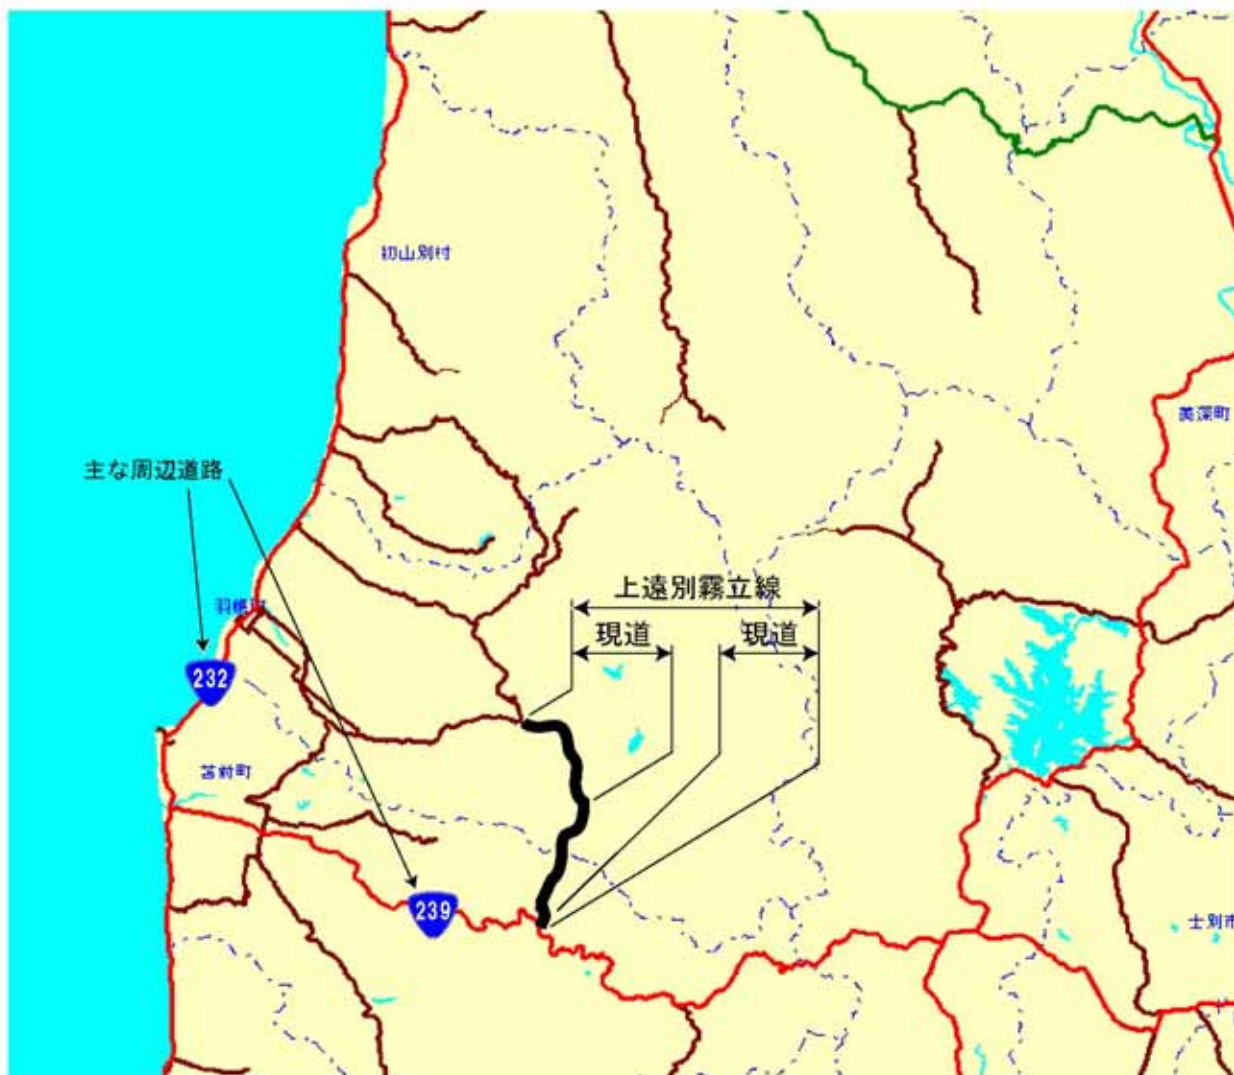 初山別村
美深町
主な周辺道路
上遠別霧立線
羽幌町
現道
現道
232
苫前町
239
士別市